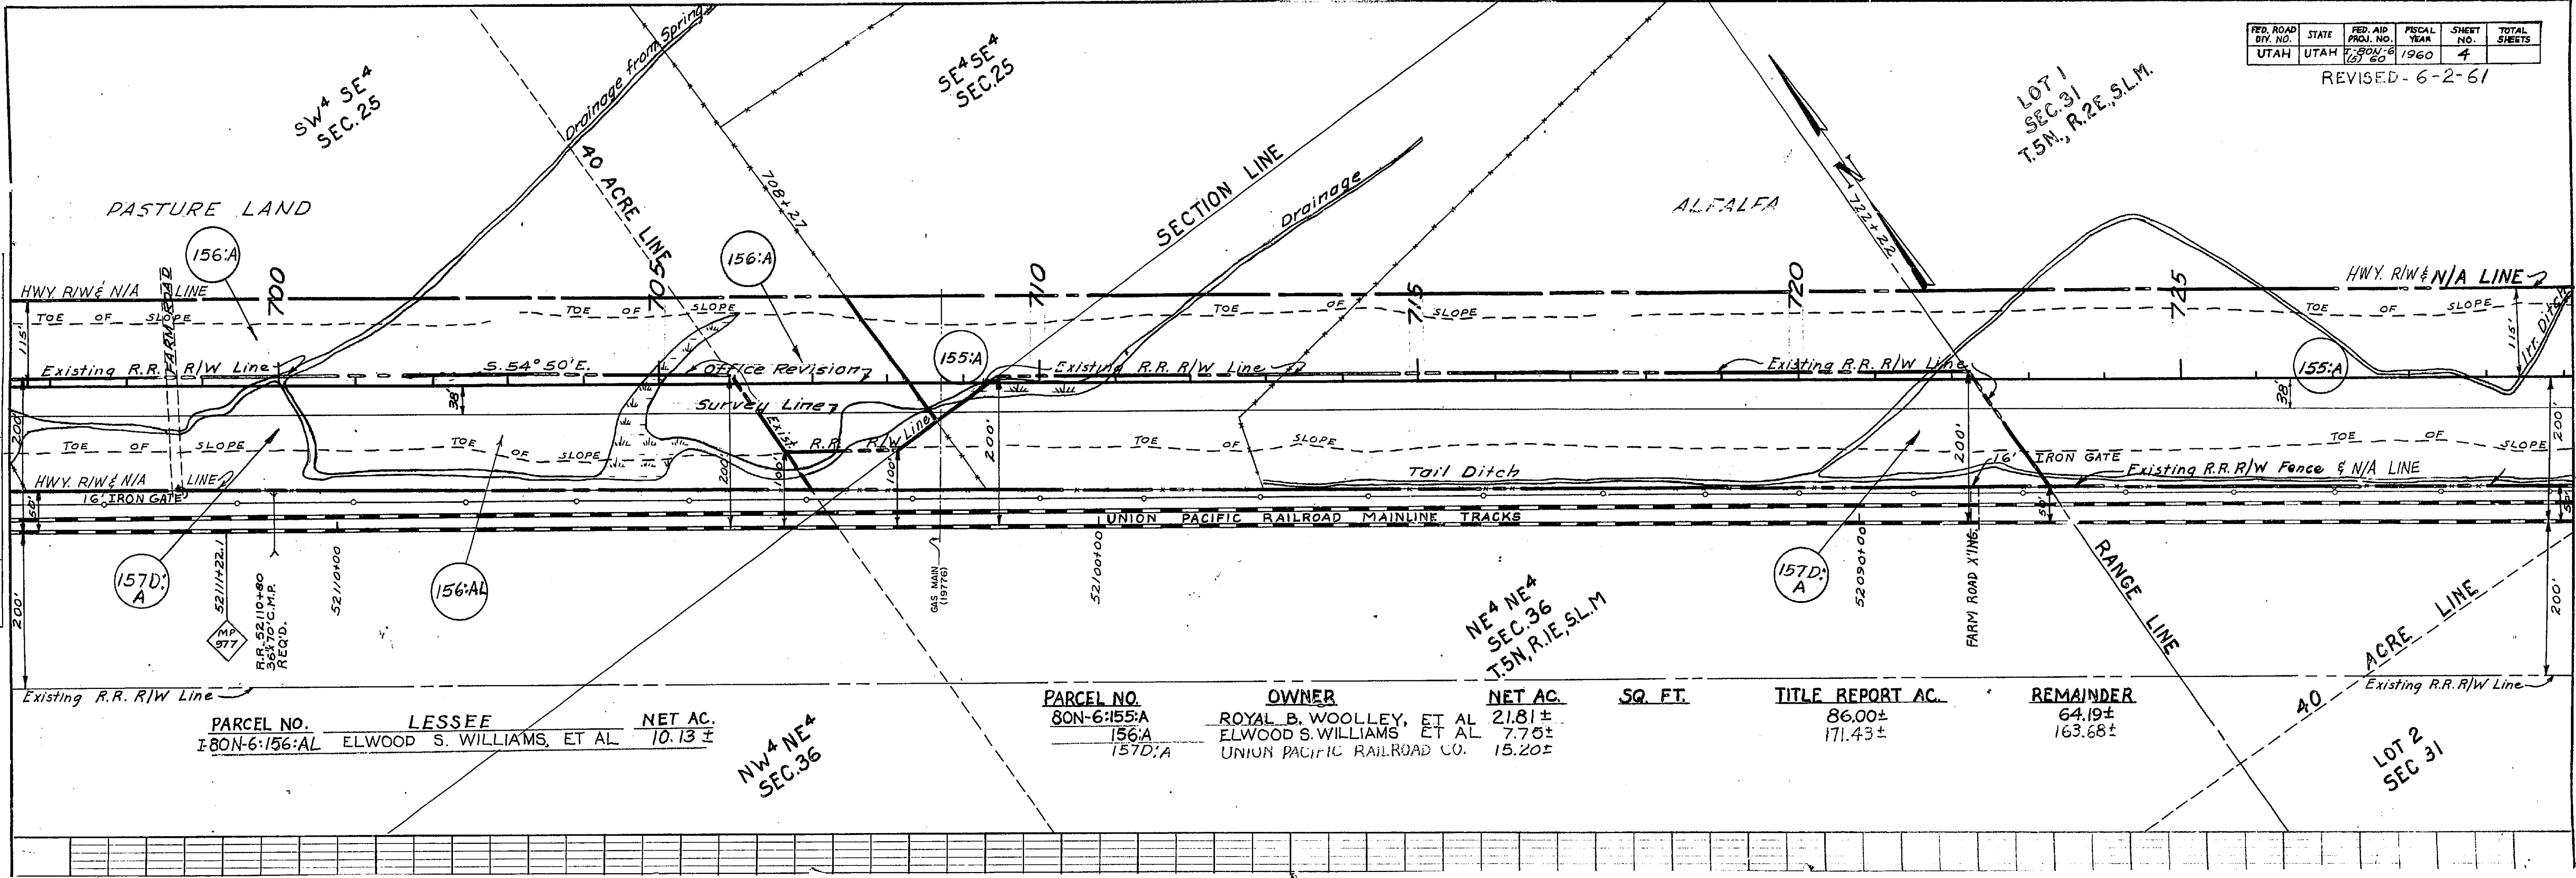 FED. ROAD DIV. NO. STATE FED. AID PROJ. NO. FISCAL YEAR SHEET NO. TOTAL SHEETS
UTAH UTAH I-80N-6 (5) 60 1960 4
REVISED - 6-2-61
SW⁴ SE⁴
SEC. 25
Drainage from Spring
SE⁴ SE⁴
SEC. 25
LOT 1
SEC. 31
T.5N., R.2E., S.L.M.
PASTURE LAND
40 ACRE LINE
708+27
SECTION LINE
Drainage
ALFALFA
N
722+22
156:A
156:A
FARM ROAD
700
705
710
715
720
725
HWY. R/W & N/A LINE
HWY. R/W & N/A LINE
TOE OF SLOPE
TOE OF SLOPE
TOE OF SLOPE
TOE OF SLOPE
115'
115'
Irr. Ditch
Existing R.R. R/W Line
S. 54° 50' E.
Office Revision
155:A
Existing R.R. R/W Line
Existing R.R. R/W Line
155:A
38'
38'
Survey Line
Exist. R.R. R/W Line
200'
200'
100'
100'
200'
200'
200'
TOE OF SLOPE
TOE OF SLOPE
TOE OF SLOPE
TOE OF SLOPE
HWY. R/W & N/A LINE
16' IRON GATE
Tail Ditch
16' IRON GATE
Existing R.R. R/W Fence & N/A LINE
50'
50'
50'
UNION PACIFIC RAILROAD MAINLINE TRACKS
157D:A
52111+22.1
MP 977
R.R. 52110+80
36"x70' C.M.P.
REQ'D.
52110+00
156:AL
GAS MAIN
(19776)
52100+00
NE⁴ NE⁴
SEC. 36
T.5N, R.1E, S.L.M
157D:A
52090+00
FARM ROAD X'ING.
RANGE LINE
40 ACRE LINE
200'
200'
Existing R.R. R/W Line
Existing R.R. R/W Line
PARCEL NO. LESSEE NET AC.
I-80N-6:156:AL ELWOOD S. WILLIAMS, ET AL 10.13 ±
NW⁴ NE⁴
SEC. 36
PARCEL NO. OWNER NET AC. SQ. FT. TITLE REPORT AC. REMAINDER
80N-6:155:A ROYAL B. WOOLLEY, ET AL 21.81 ± 86.00± 64.19±
156:A ELWOOD S. WILLIAMS ET AL 7.75± 171.43± 163.68±
157D:A UNION PACIFIC RAILROAD CO. 15.20±
LOT 2
SEC 31